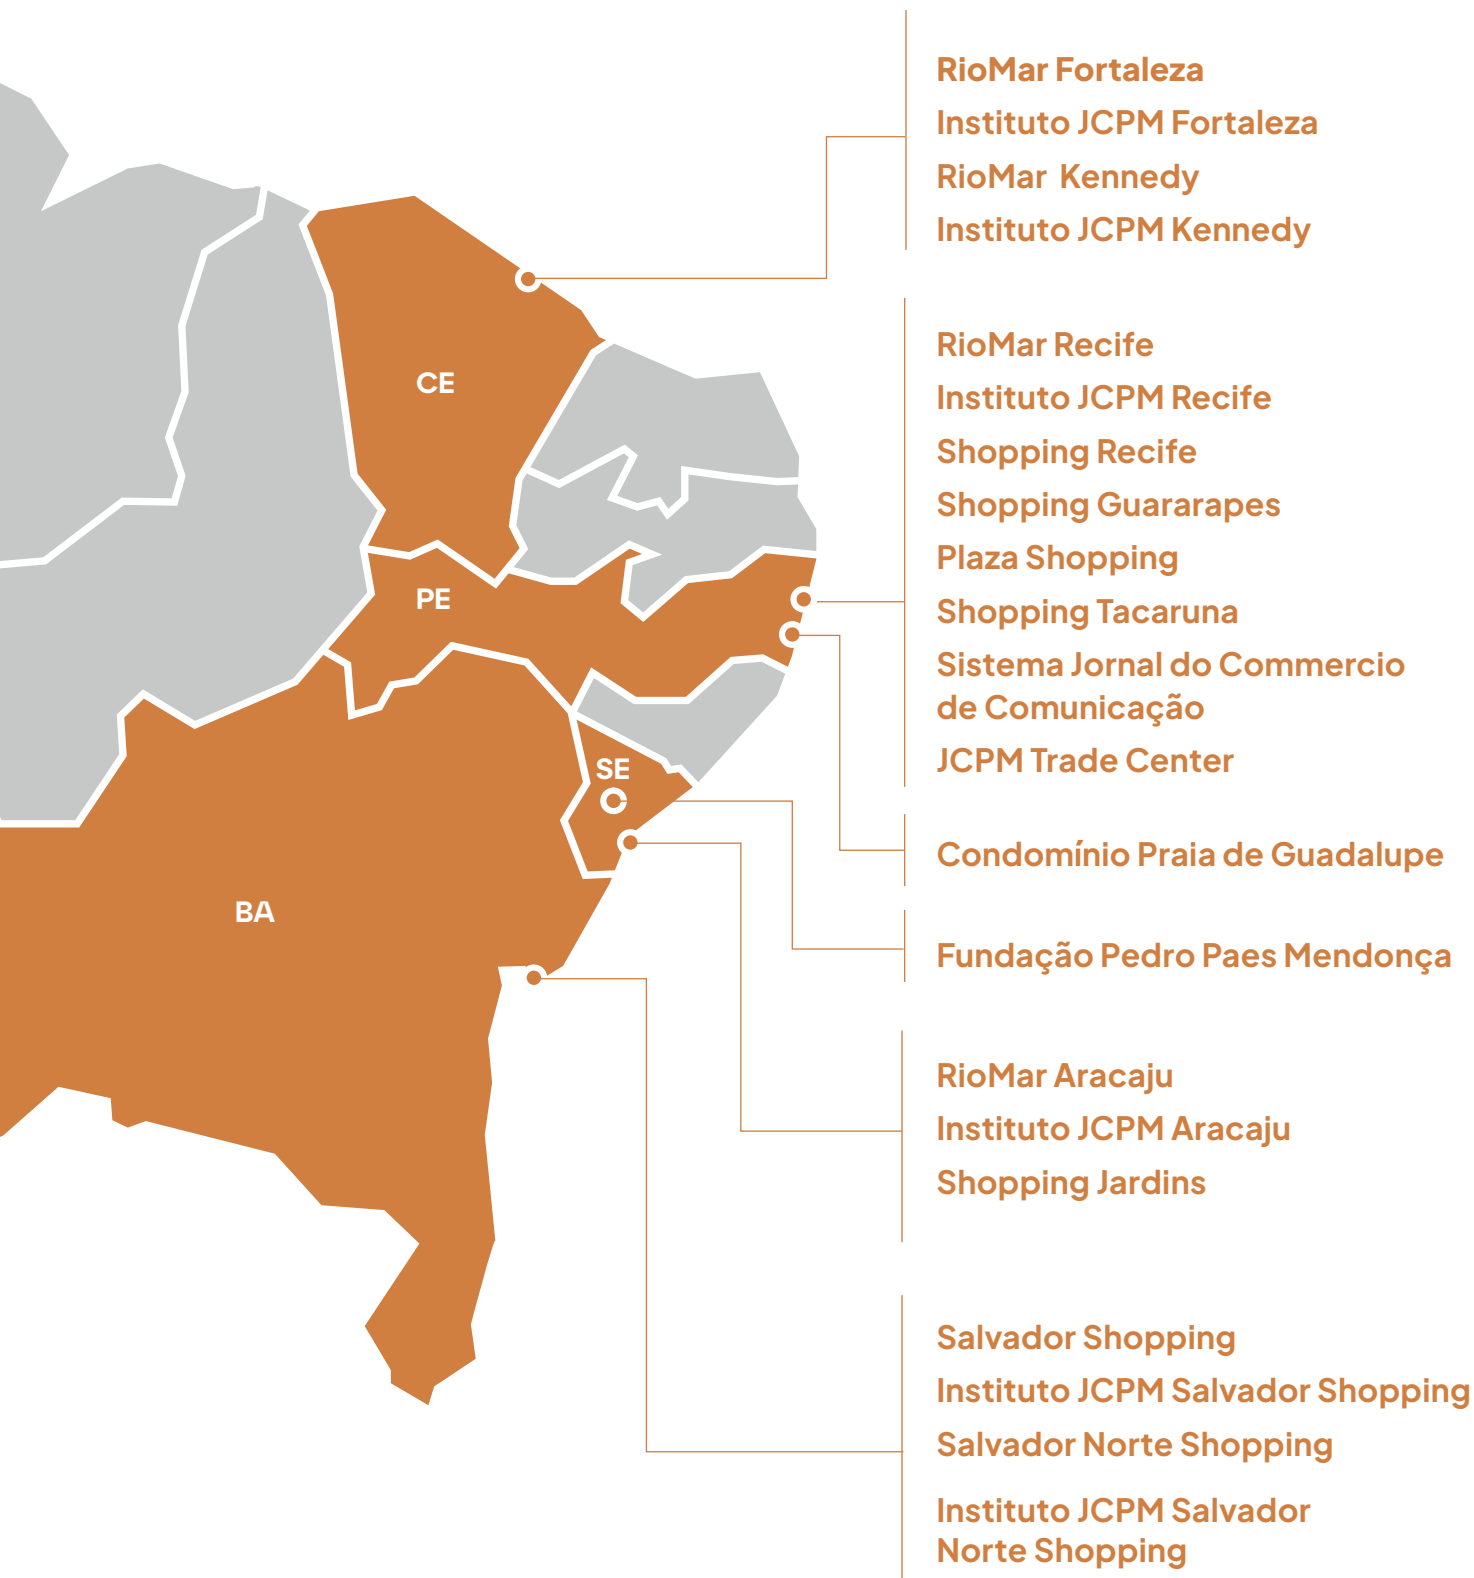 RioMar Fortaleza
Instituto JCPM Fortaleza
RioMar Kennedy
Instituto JCPM Kennedy
RioMar Recife
Instituto JCPM Recife
Shopping Recife
Shopping Guararapes
Plaza Shopping
Shopping Tacaruna
Sistema Jornal do Commercio
de Comunicação
JCPM Trade Center
Condomínio Praia de Guadalupe
Fundação Pedro Paes Mendonça
RioMar Aracaju
Instituto JCPM Aracaju
Shopping Jardins
Salvador Shopping
Instituto JCPM Salvador Shopping
Salvador Norte Shopping
Instituto JCPM Salvador
Norte Shopping
CE
PE
SE
BA